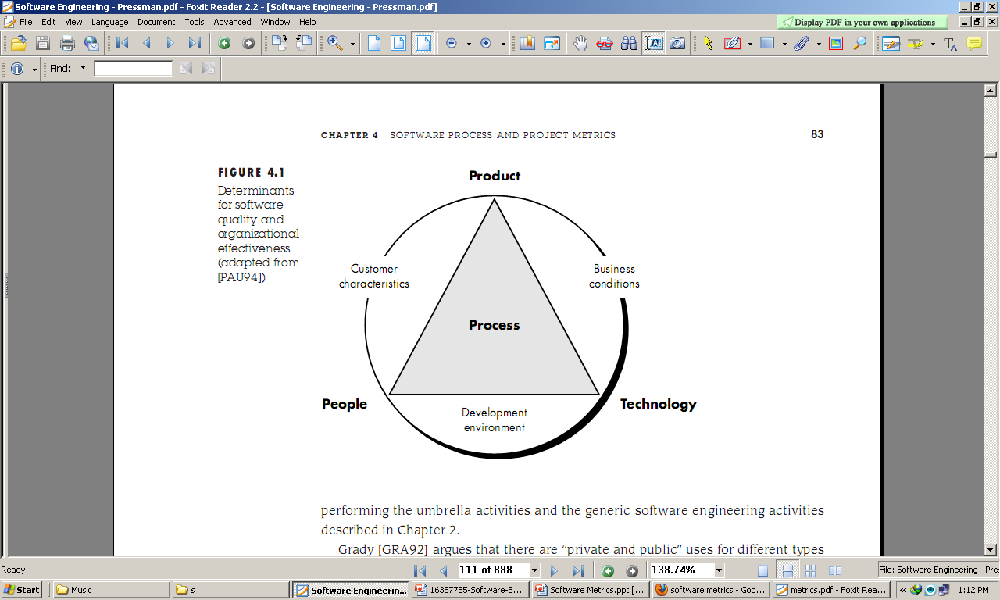 Software Engineering - Pressman.pdf - Foxit Reader 2.2 - [Software Engineering - Pressman.pdf]
File Edit View Language Document Tools Advanced Window Help
Display PDF in your own applications
Find:
CHAPTER 4 SOFTWARE PROCESS AND PROJECT METRICS 83
FIGURE 4.1
Determinants
for software
quality and
organizational
effectiveness
(adapted from
[PAU94])
Product
Customer
characteristics
Business
conditions
Process
People
Technology
Development
environment
performing the umbrella activities and the generic software engineering activities
described in Chapter 2.
Grady [GRA92] argues that there are “private and public” uses for different types
Ready
111 of 888
138.74%
File: Software Engineering - Pre
Start
Music
s
Software Engineerin...
16387785-Software-E...
Software Metrics.ppt [...
software metrics - Goo...
metrics.pdf - Foxit Rea...
1:12 PM